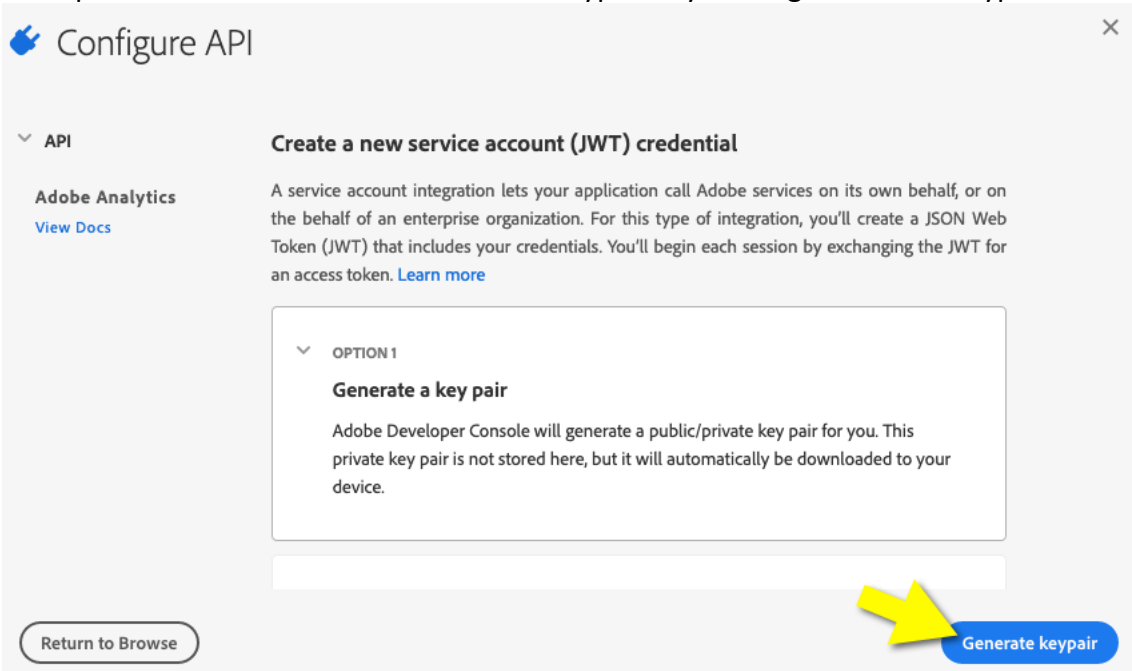 Configure API
API
Create a new service account (JWT) credential
Adobe Analytics
View Docs
A service account integration lets your application call Adobe services on its own behalf, or on
the behalf of an enterprise organization. For this type of integration, you'll create a JSON Web
Token (JWT) that includes your credentials. You'll begin each session by exchanging the JWT for
an access token. Learn more
OPTION 1
Generate a key pair
Adobe Developer Console will generate a public/private key pair for you. This
private key pair is not stored here, but it will automatically be downloaded to your
device.
Return to Browse
Generate keypair